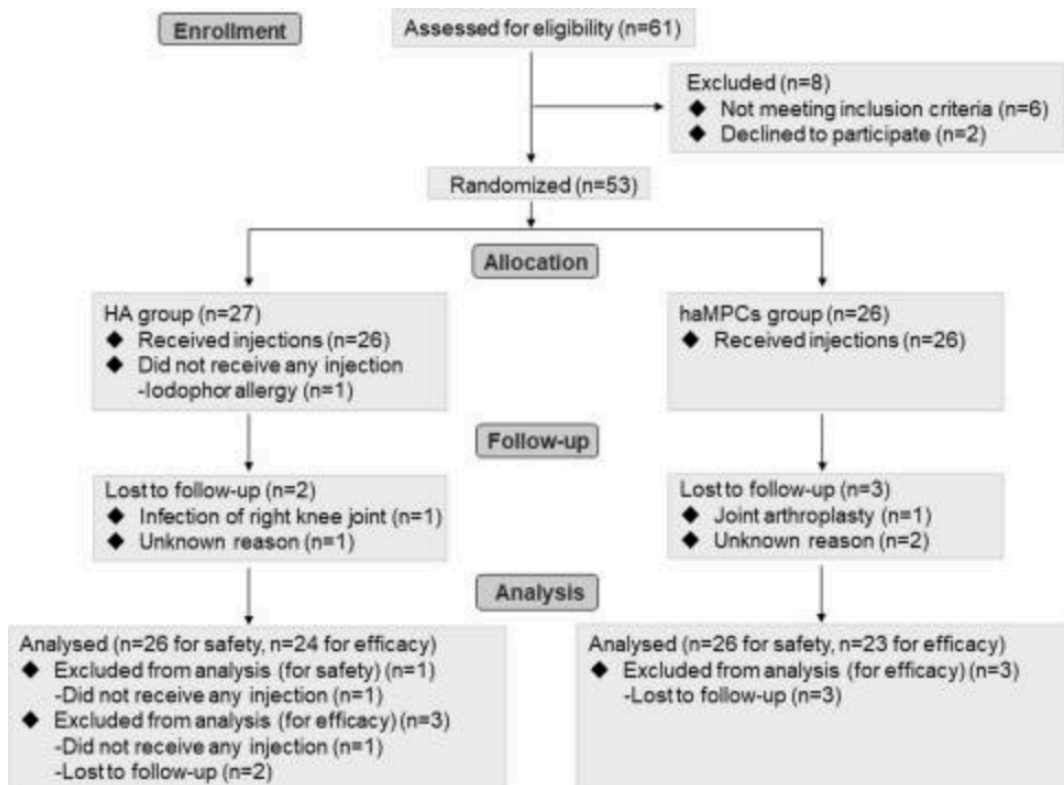 Enrollment
Assessed for eligibility (n=61)
Excluded (n=8)
◆ Not meeting inclusion criteria (n=6)
◆ Declined to participate (n=2)
Randomized (n=53)
Allocation
HA group (n=27)
◆ Received injections (n=26)
◆ Did not receive any injection
-Iodophor allergy (n=1)
haMPCs group (n=26)
◆ Received injections (n=26)
Follow-up
Lost to follow-up (n=2)
◆ Infection of right knee joint (n=1)
◆ Unknown reason (n=1)
Lost to follow-up (n=3)
◆ Joint arthroplasty (n=1)
◆ Unknown reason (n=2)
Analysis
Analysed (n=26 for safety, n=24 for efficacy)
◆ Excluded from analysis (for safety) (n=1)
-Did not receive any injection (n=1)
◆ Excluded from analysis (for efficacy) (n=3)
-Did not receive any injection (n=1)
-Lost to follow-up (n=2)
Analysed (n=26 for safety, n=23 for efficacy)
◆ Excluded from analysis (for efficacy) (n=3)
-Lost to follow-up (n=3)